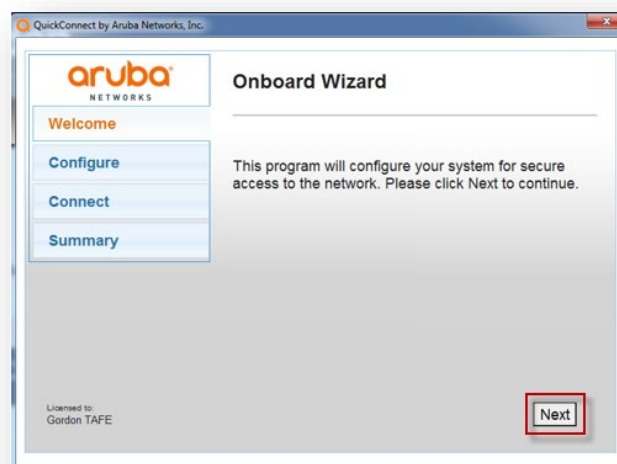 QuickConnect by Aruba Networks, Inc.
aruba
NETWORKS
Welcome
Configure
Connect
Summary
Onboard Wizard
This program will configure your system for secure
access to the network. Please click Next to continue.
Licensed to:
Gordon TAFE
Next